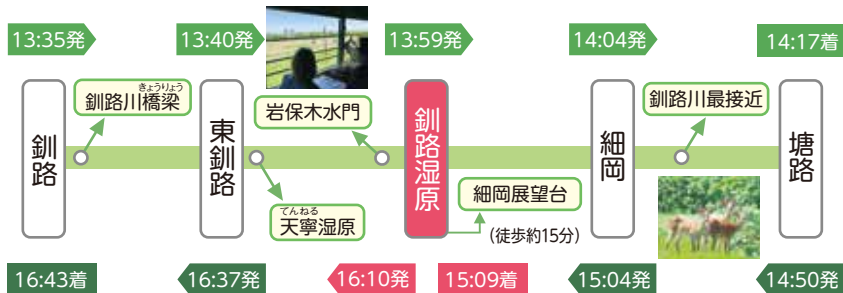 13:35発
13:40発
13:59発
14:04発
14:17着
釧路
きょうりょう
釧路川橋梁
東釧路
岩保木水門
てんねる
天寧湿原
釧路湿原
細岡展望台
(徒歩約15分)
細岡
釧路川最接近
塘路
16:43着
16:37発
16:10発
15:09着
15:04発
14:50発